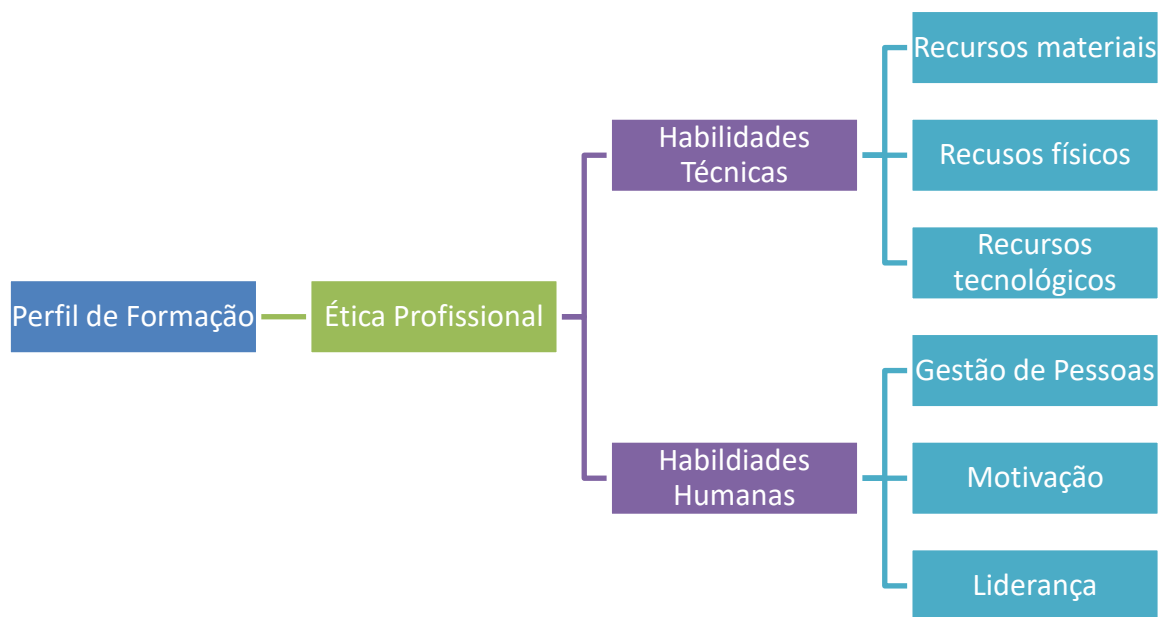 Perfil de Formação
Ética Profissional
Habilidades
Técnicas
Recursos materiais
Recusos físicos
Recursos
tecnológicos
Habildiades
Humanas
Gestão de Pessoas
Motivação
Liderança